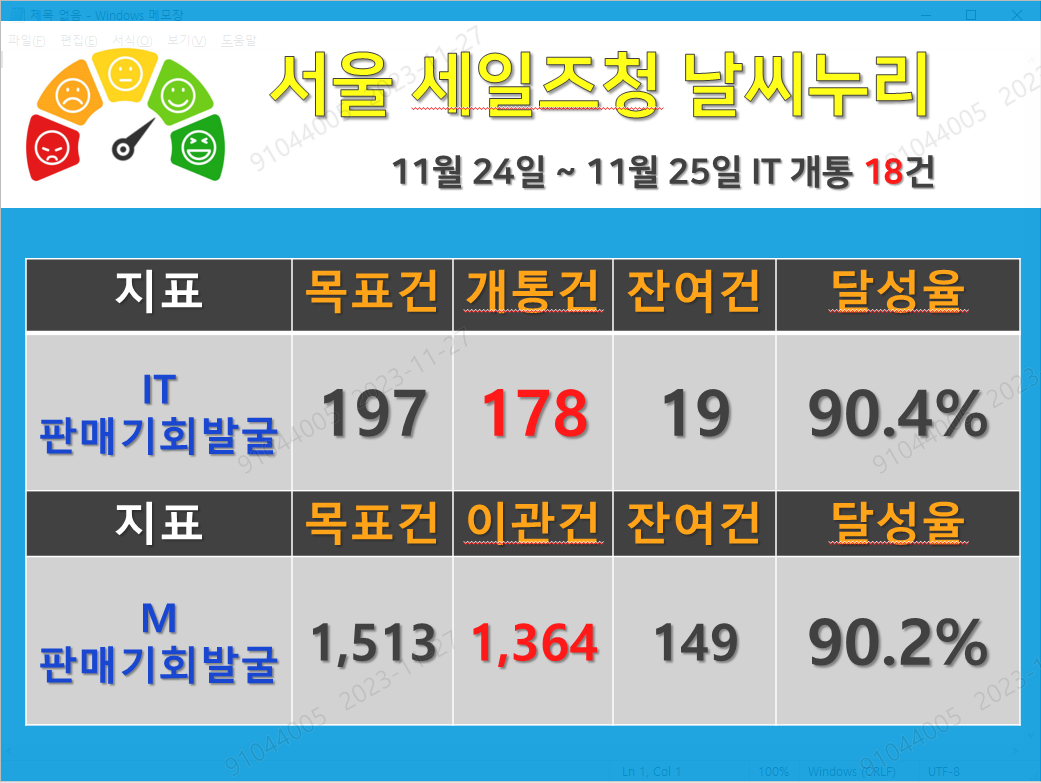 제목 없음 - Windows 메모장
파일(F) 편집(E) 서식(O) 보기(V) 도움말
서울 세일즈청 날씨누리
11월 24일 ~ 11월 25일 IT 개통 18건
지표 목표건 개통건 잔여건 달성율
IT
판매기회발굴 197 178 19 90.4%
지표 목표건 이관건 잔여건 달성율
M
판매기회발굴 1,513 1,364 149 90.2%
91044005 2023-11-27
Ln 1, Col 1 100% Windows (CRLF) UTF-8